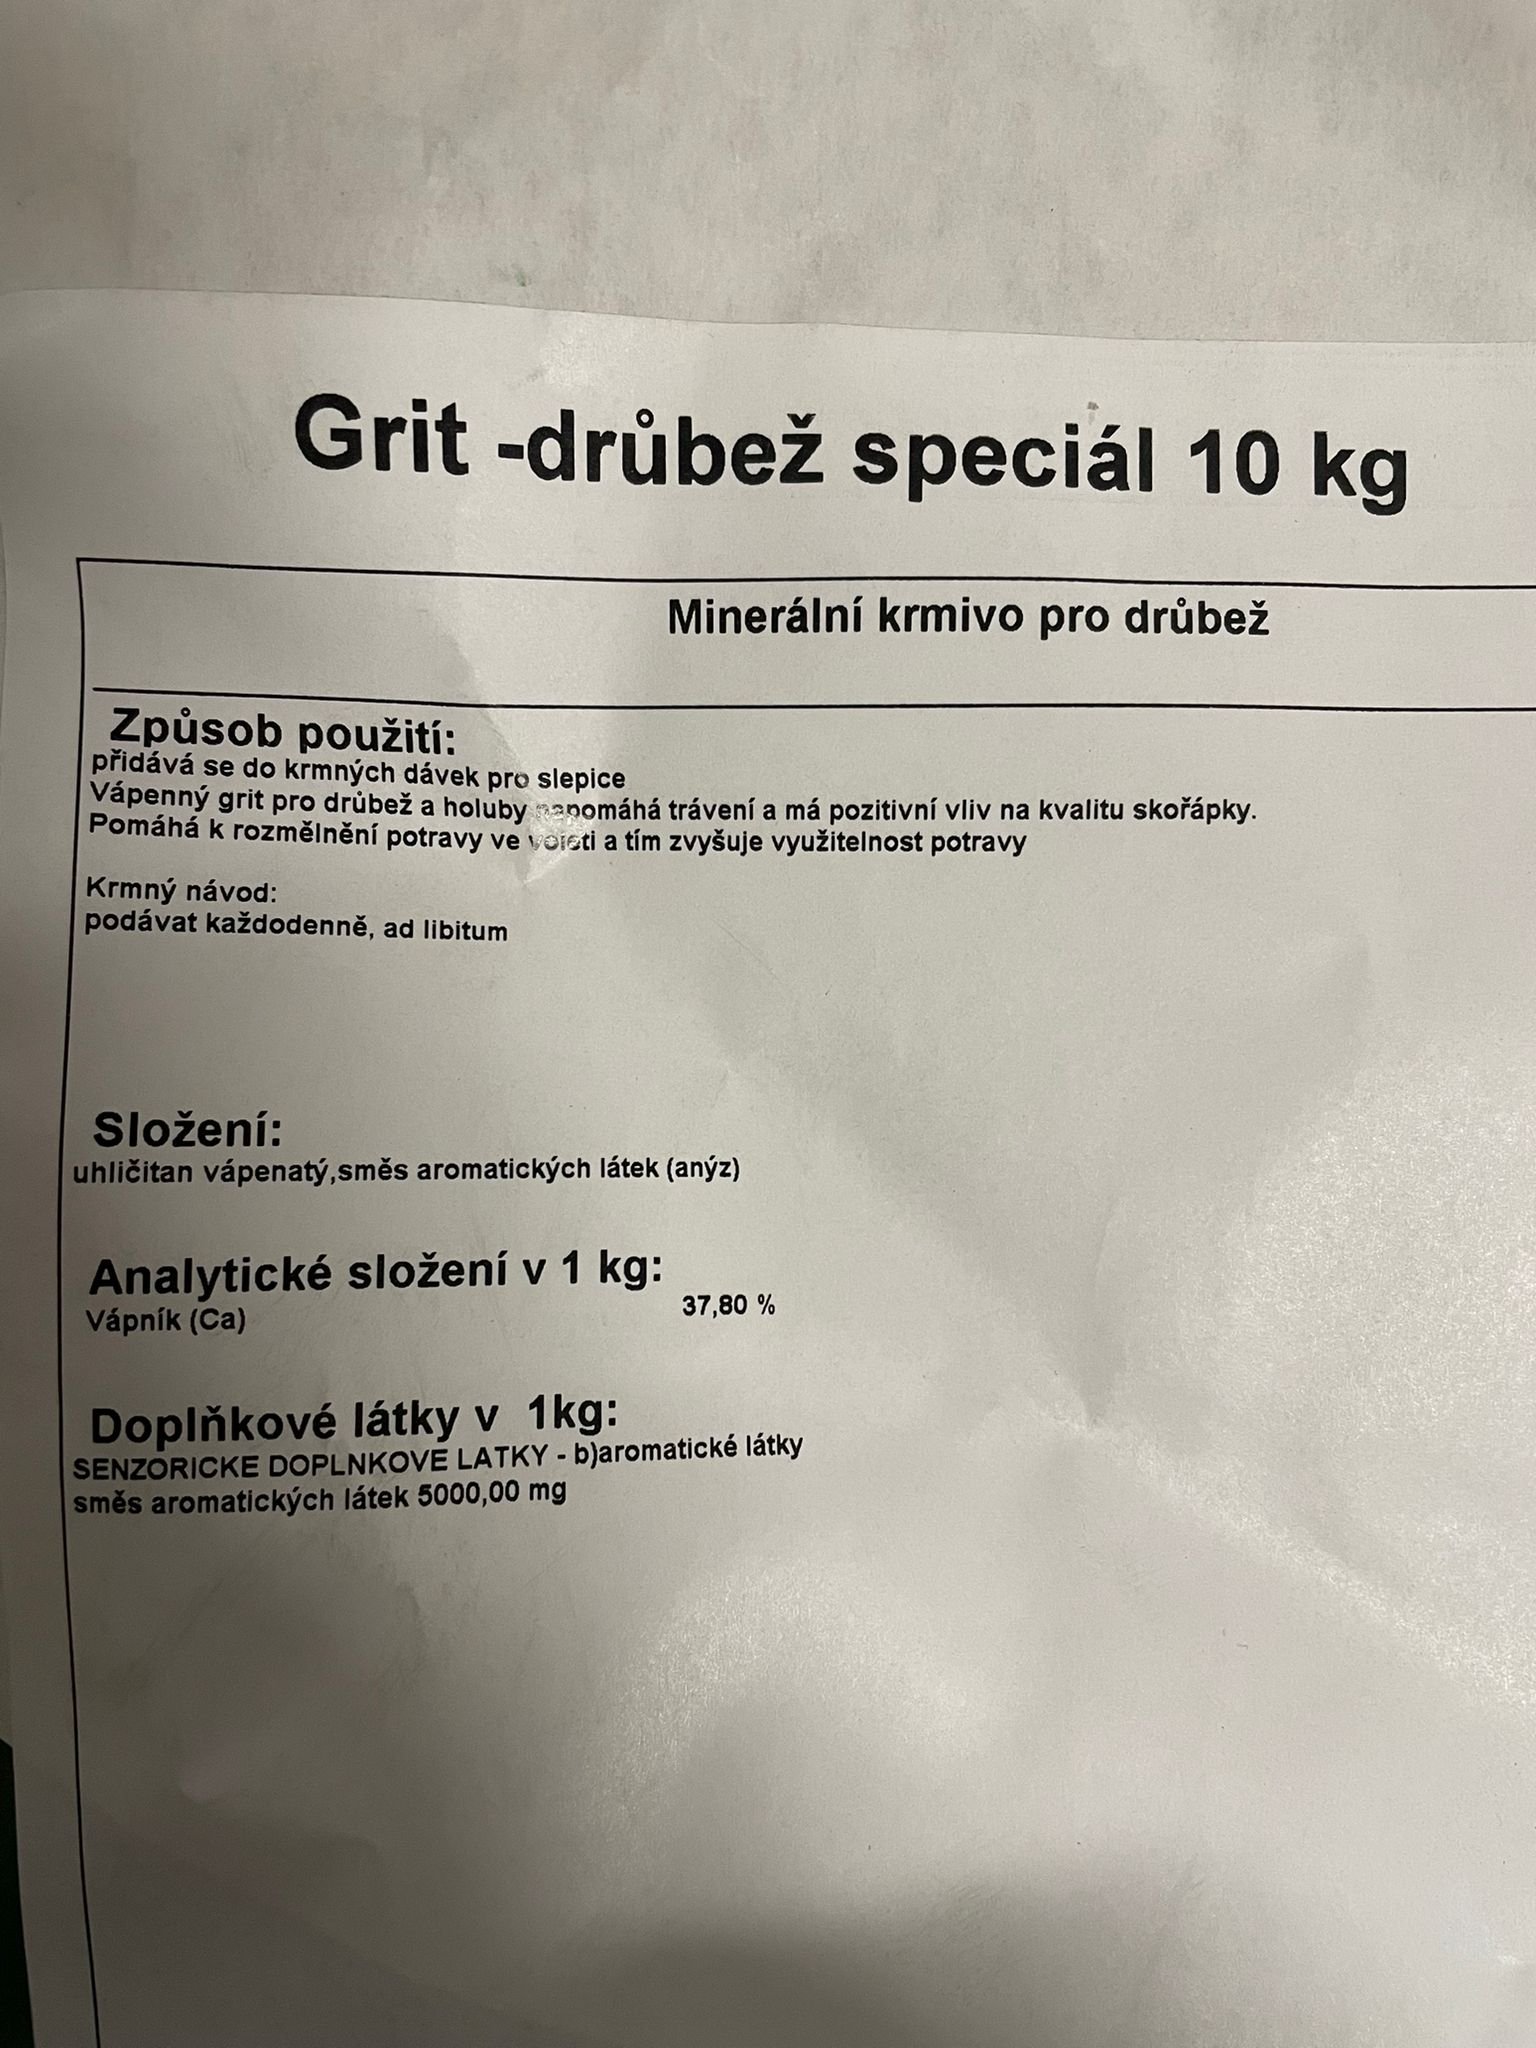 Grit -drůbež speciál 10 kg
Minerální krmivo pro drůbež
Způsob použití:
přidává se do krmných dávek pro slepice
Vápenný grit pro drůbež a holuby napomáhá trávení a má pozitivní vliv na kvalitu skořápky.
Pomáhá k rozmělnění potravy ve voleti a tím zvyšuje využitelnost potravy
Krmný návod:
podávat každodenně, ad libitum
Složení:
uhličitan vápenatý,směs aromatických látek (anýz)
Analytické složení v 1 kg:
Vápník (Ca) 37,80 %
Doplňkové látky v 1kg:
SENZORICKE DOPLNKOVE LATKY - b)aromatické látky
směs aromatických látek 5000,00 mg